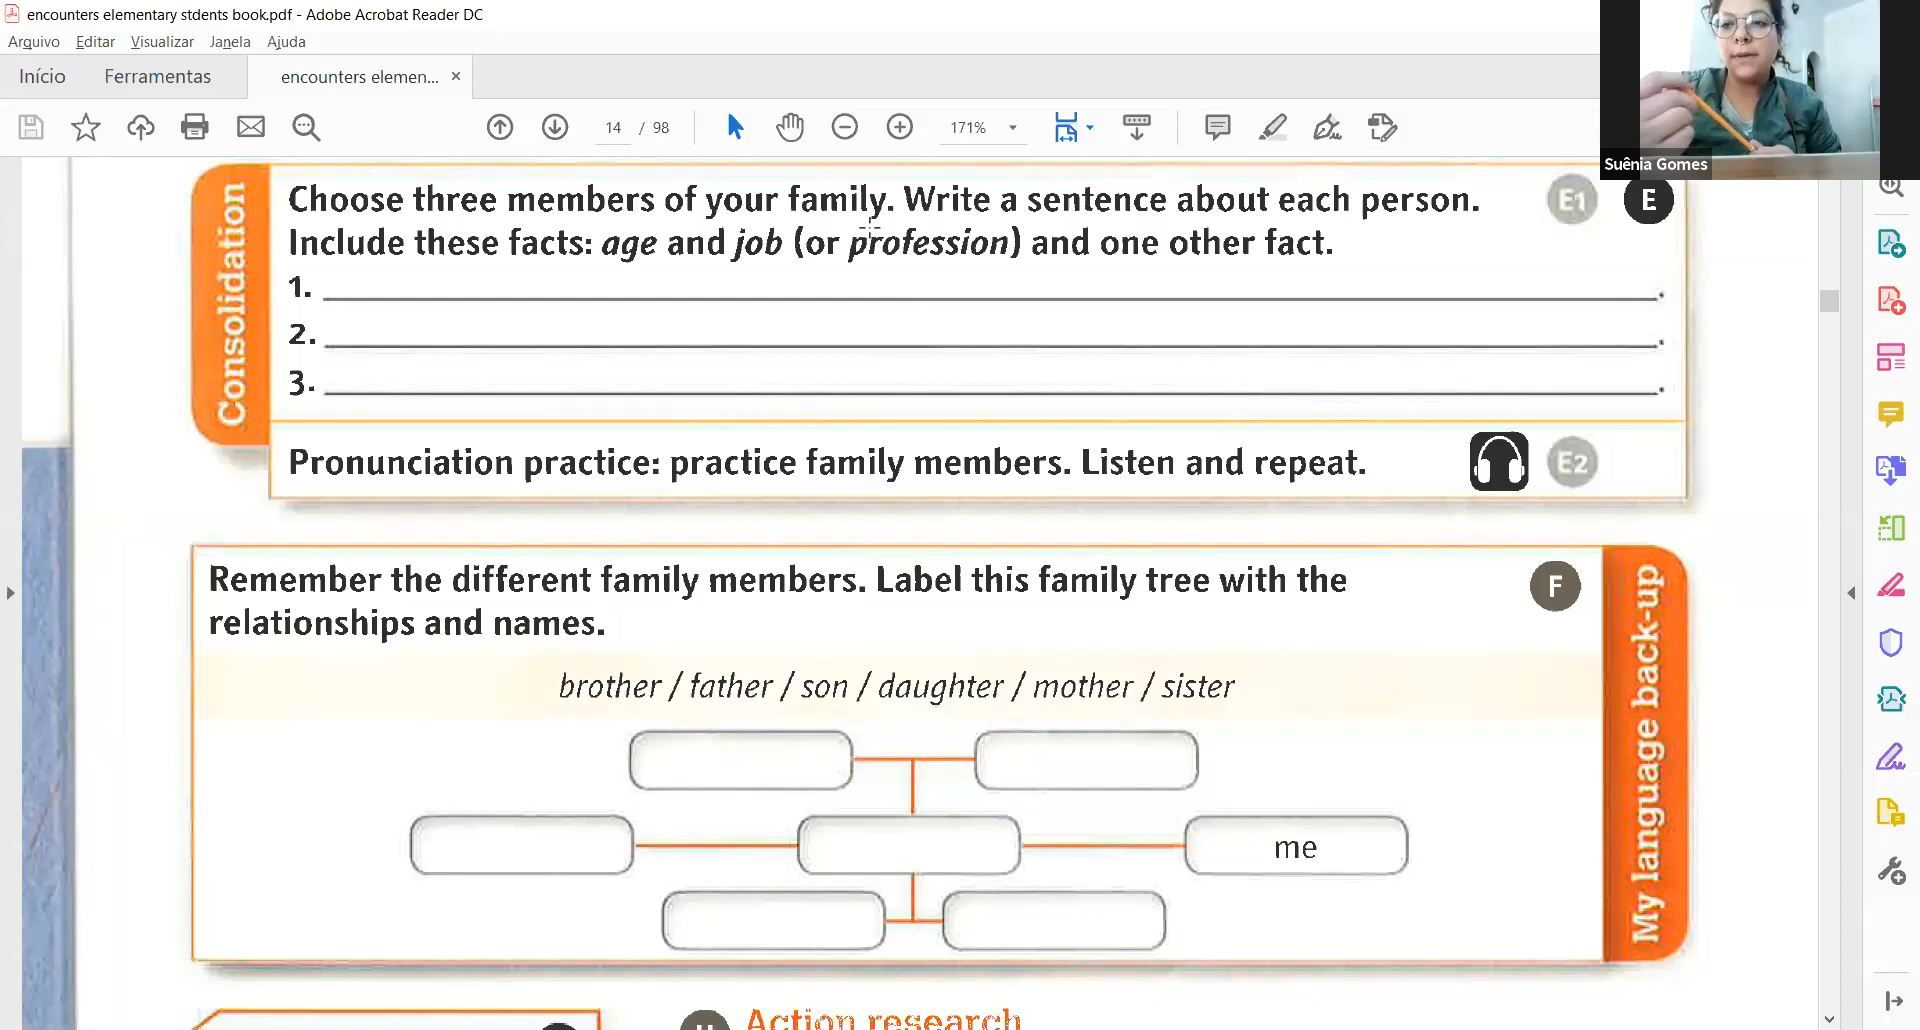 encounters elementary stdents book.pdf - Adobe Acrobat Reader DC
Arquivo Editar Visualizar Janela Ajuda
Início Ferramentas encounters elemen... ×
14 / 98 171%
Suênia Gomes
Consolidation
Choose three members of your family. Write a sentence about each person. E1 E
Include these facts: age and job (or profession) and one other fact.
1. .
2. .
3. .
Pronunciation practice: practice family members. Listen and repeat. E2
Remember the different family members. Label this family tree with the F
relationships and names.
brother / father / son / daughter / mother / sister
me
My language back-up
Action research